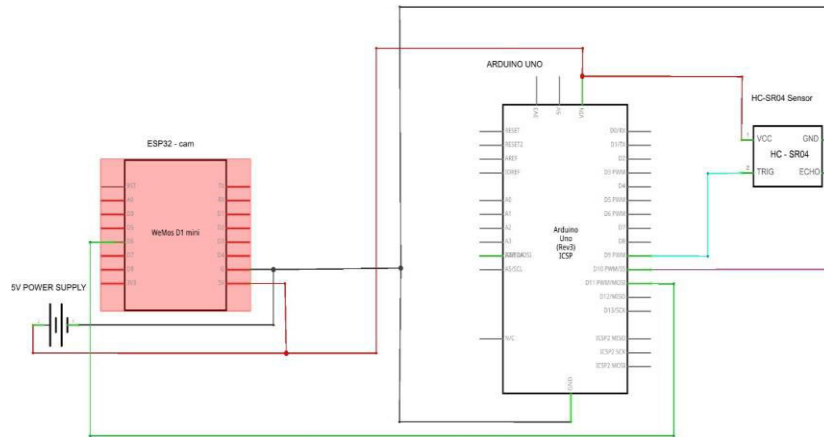 ARDUINO UNO
3V3
5V
VIN
HC-SR04 Sensor
RESET
RESET2
AREF
IOREF
A0
A1
A2
A3
A5/SCL
N/C
D0/RX
D1/TX
D2
D3 PWM
D4
D5 PWM
D6 PWM
D7
D8
D9 PWM
D10 PWM/SS
D11 PWM/MOSI
D12/MISO
D13/SCK
ICSP2 MISO
ICSP2 SCK
ICSP2 MOSI
Arduino
Uno
(Rev3)
ICSP
GND
1
VCC
GND
HC - SR04
2
TRIG
ECHO
ESP32 - cam
RST
A0
D0
D5
D6
D7
D8
3V3
TX
RX
D1
D2
D3
D4
G
5V
WeMos D1 mini
5V POWER SUPPLY